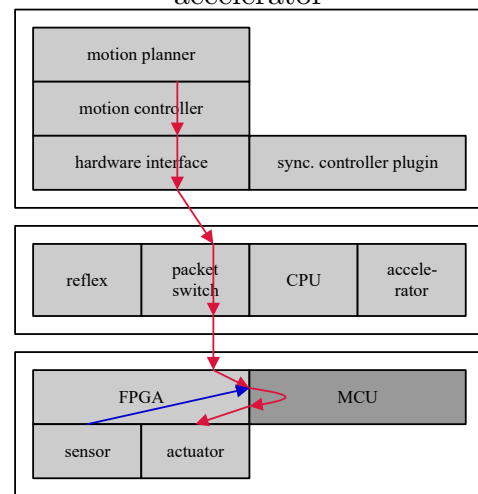 accelerator
motion planner
motion controller
hardware interface
sync. controller plugin
reflex
packet
switch
CPU
accele-
rator
FPGA
MCU
sensor
actuator